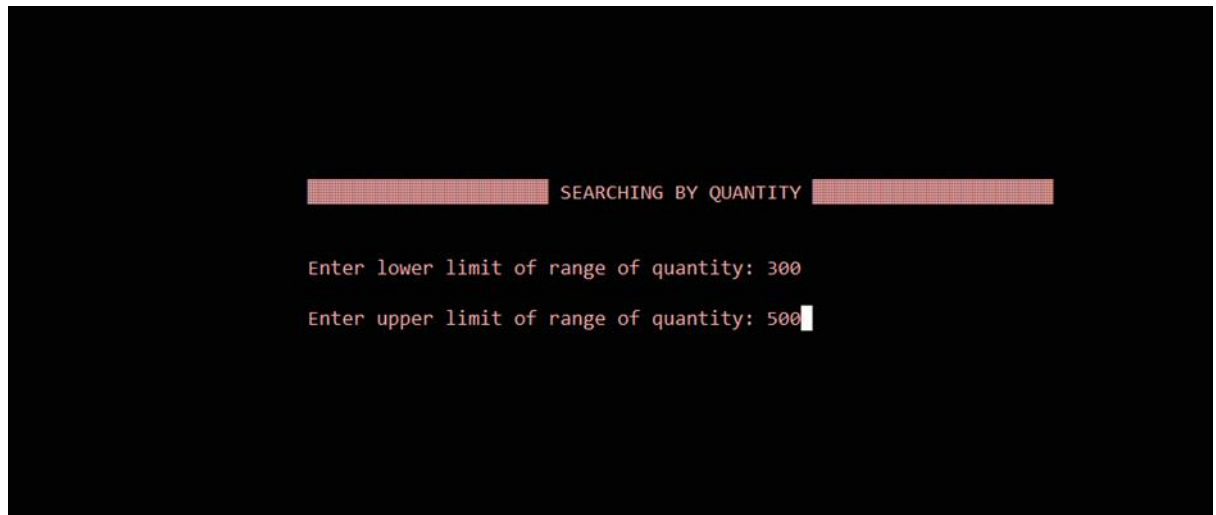 SEARCHING BY QUANTITY
Enter lower limit of range of quantity: 300
Enter upper limit of range of quantity: 500